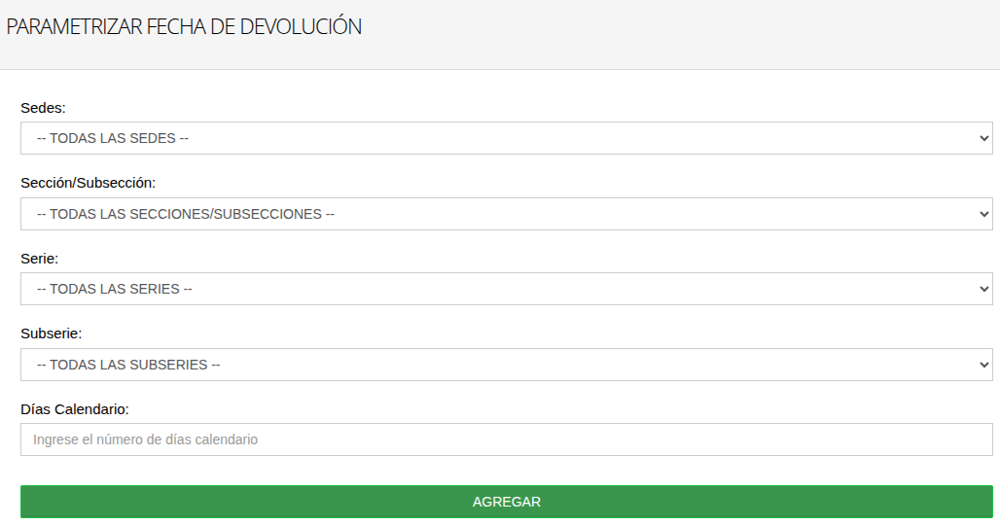 PARAMETRIZAR FECHA DE DEVOLUCIÓN
Sedes:
-- TODAS LAS SEDES --
Sección/Subsección:
-- TODAS LAS SECCIONES/SUBSECCIONES --
Serie:
-- TODAS LAS SERIES --
Subserie:
-- TODAS LAS SUBSERIES --
Días Calendario:
Ingrese el número de días calendario
AGREGAR